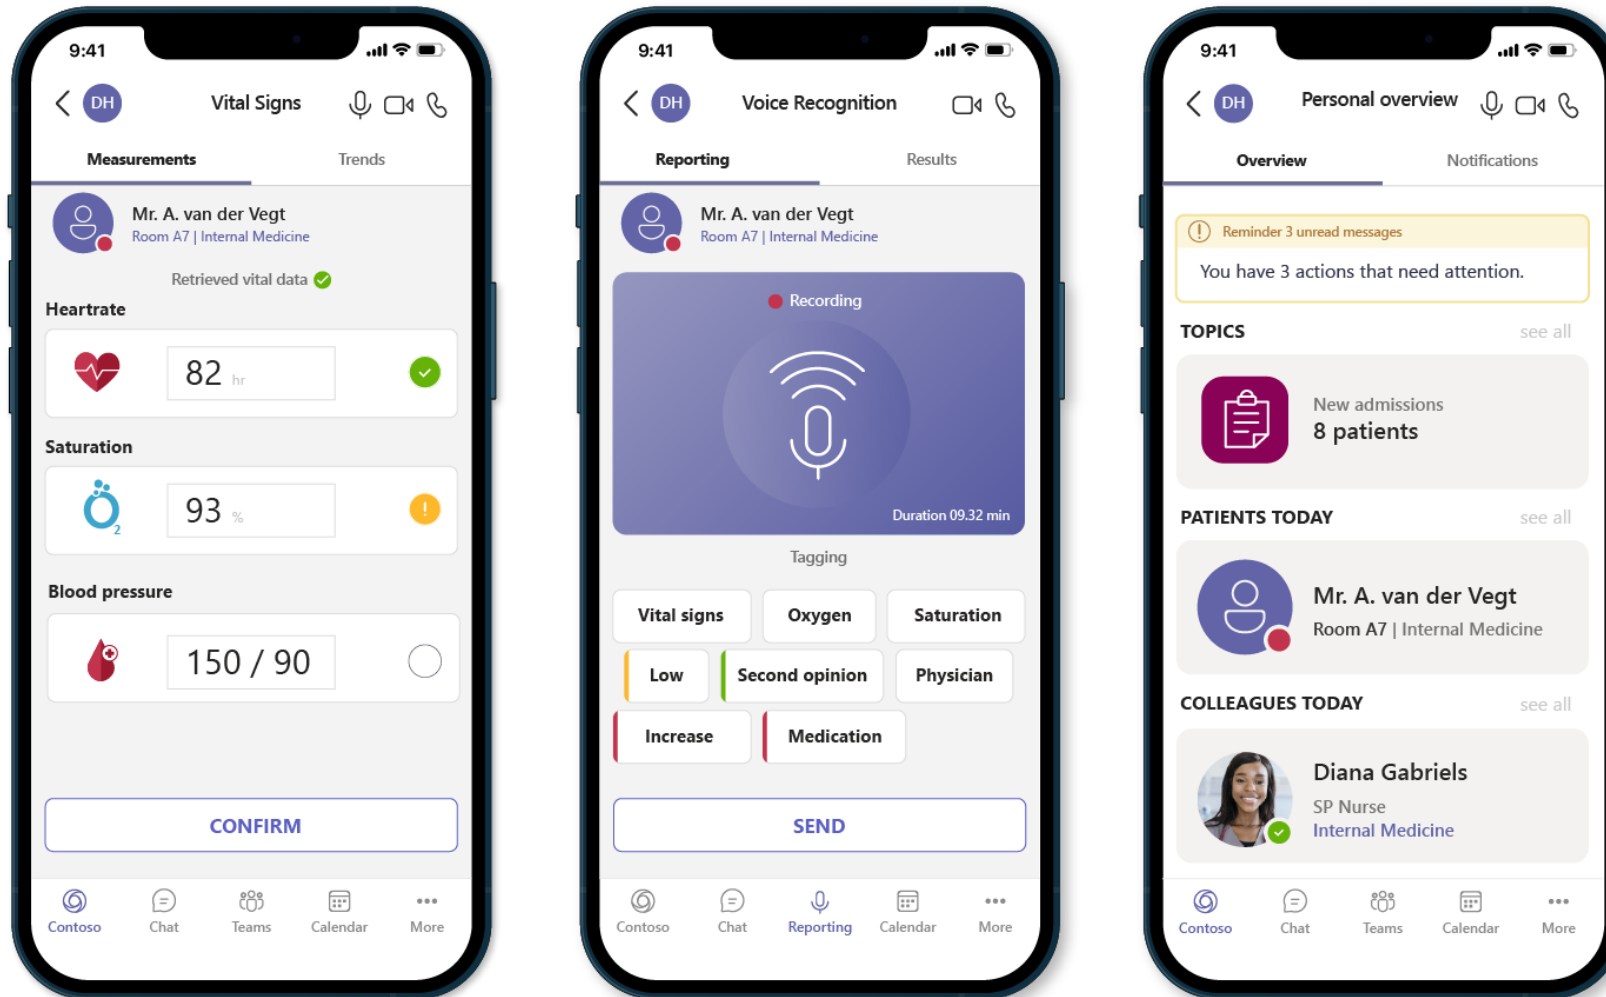 9:41
DH
Vital Signs
Measurements
Trends
Mr. A. van der Vegt
Room A7 | Internal Medicine
Retrieved vital data
Heartrate
82 hr
Saturation
O2
93 %
Blood pressure
150 / 90
CONFIRM
Contoso
Chat
Teams
Calendar
More
9:41
DH
Voice Recognition
Reporting
Results
Mr. A. van der Vegt
Room A7 | Internal Medicine
Recording
Duration 09.32 min
Tagging
Vital signs
Oxygen
Saturation
Low
Second opinion
Physician
Increase
Medication
SEND
Contoso
Chat
Reporting
Calendar
More
9:41
DH
Personal overview
Overview
Notifications
Reminder 3 unread messages
You have 3 actions that need attention.
TOPICS
see all
New admissions
8 patients
PATIENTS TODAY
see all
Mr. A. van der Vegt
Room A7 | Internal Medicine
COLLEAGUES TODAY
see all
Diana Gabriels
SP Nurse
Internal Medicine
Contoso
Chat
Teams
Calendar
More